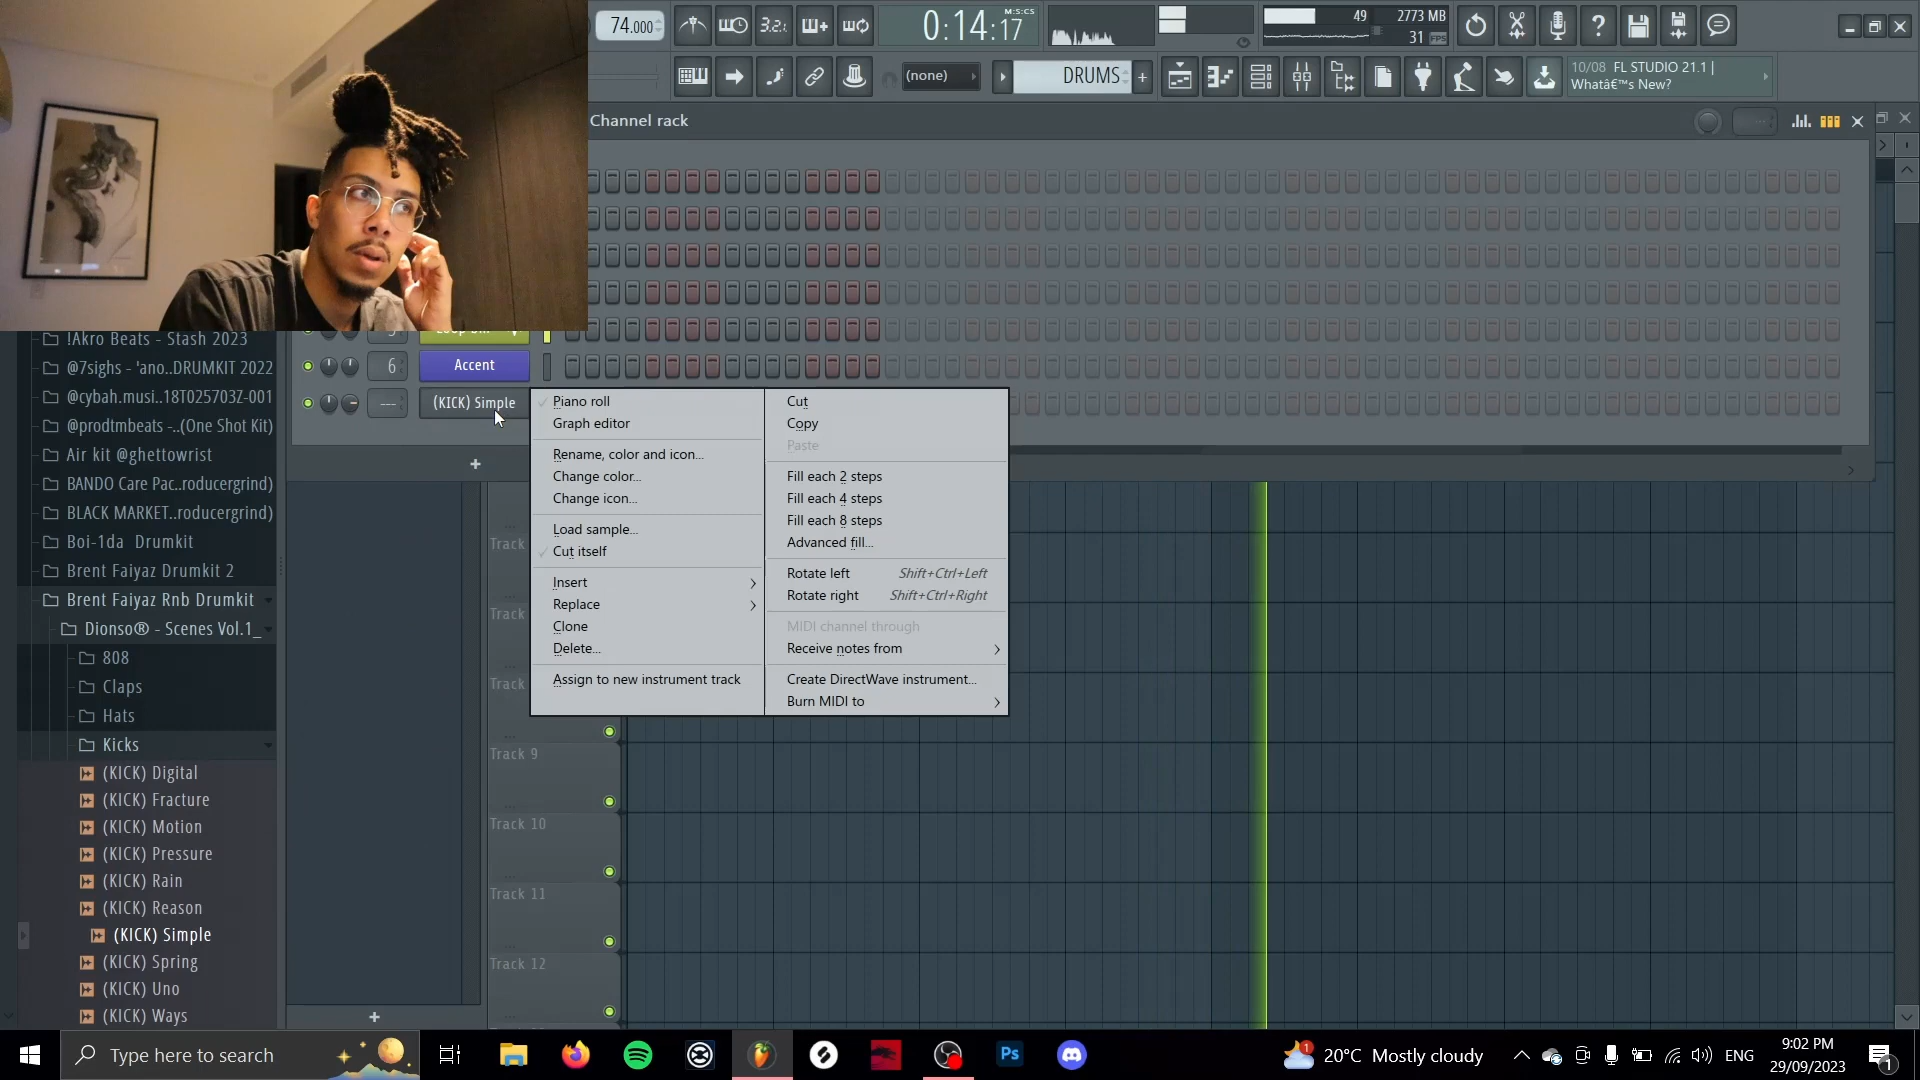 74.000
3.2.
0:14:17
M:S:CS
49
2773 MB
31
FPS
(none)
DRUMS
10/08 FL STUDIO 21.1 |
Whatâ€™s New?
Channel rack
!Akro Beats - Stash 2023
@7sighs - 'ano..DRUMKIT 2022
@cybah.musi..18T025703Z-001
@prodtmbeats -..(One Shot Kit)
Air kit @ghettowrist
BANDO Care Pac..roducergrind)
BLACK MARKET..roducergrind)
Boi-1da Drumkit
Brent Faiyaz Drumkit 2
Brent Faiyaz Rnb Drumkit
Dionso® - Scenes Vol.1_
808
Claps
Hats
Kicks
(KICK) Digital
(KICK) Fracture
(KICK) Motion
(KICK) Pressure
(KICK) Rain
(KICK) Reason
(KICK) Simple
(KICK) Spring
(KICK) Uno
(KICK) Ways
6
Accent
---
(KICK) Simple
Piano roll
Graph editor
Rename, color and icon...
Change color...
Change icon...
Load sample...
Cut itself
Insert
Replace
Clone
Delete...
Assign to new instrument track
Cut
Copy
Paste
Fill each 2 steps
Fill each 4 steps
Fill each 8 steps
Advanced fill...
Rotate left Shift+Ctrl+Left
Rotate right Shift+Ctrl+Right
MIDI channel through
Receive notes from
Create DirectWave instrument...
Burn MIDI to
Track
Track
Track
Track 9
Track 10
Track 11
Track 12
Type here to search
Ps
1
20°C Mostly cloudy
ENG
9:02 PM
29/09/2023
1